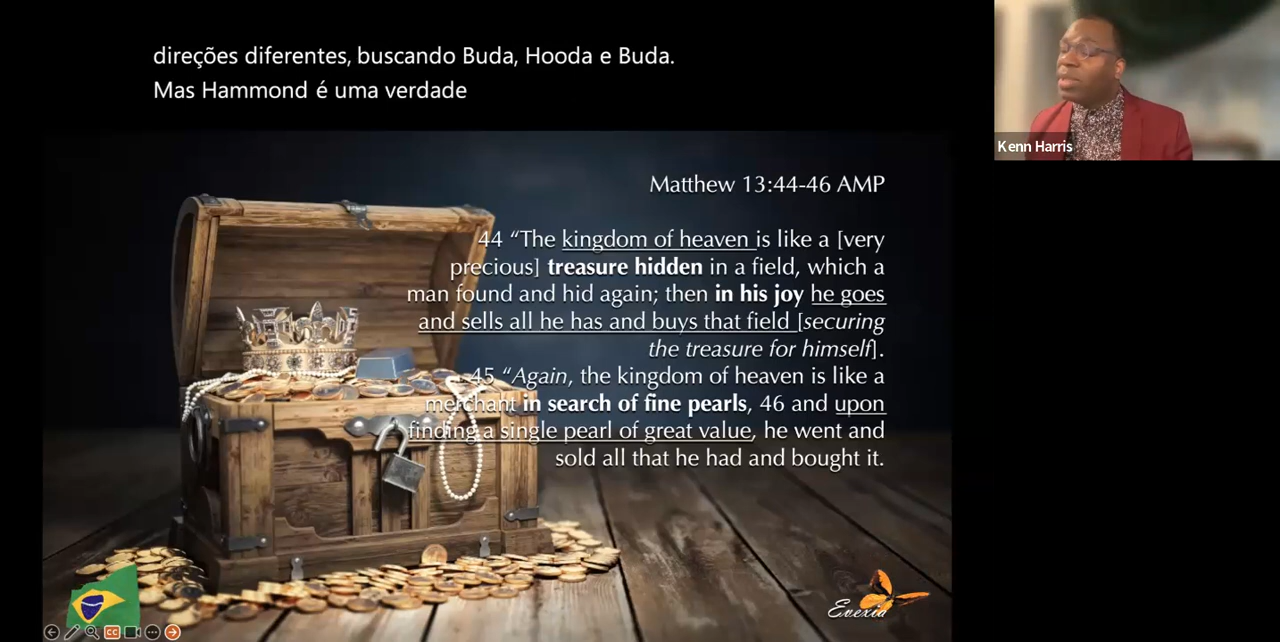 direções diferentes, buscando Buda, Hooda e Buda.
Mas Hammond é uma verdade
Kenn Harris
Matthew 13:44-46 AMP
44 “The kingdom of heaven is like a [very
precious] treasure hidden in a field, which a
man found and hid again; then in his joy he goes
and sells all he has and buys that field [securing
the treasure for himself].
45 “Again, the kingdom of heaven is like a
merchant in search of fine pearls, 46 and upon
finding a single pearl of great value, he went and
sold all that he had and bought it.
Evexia
CC